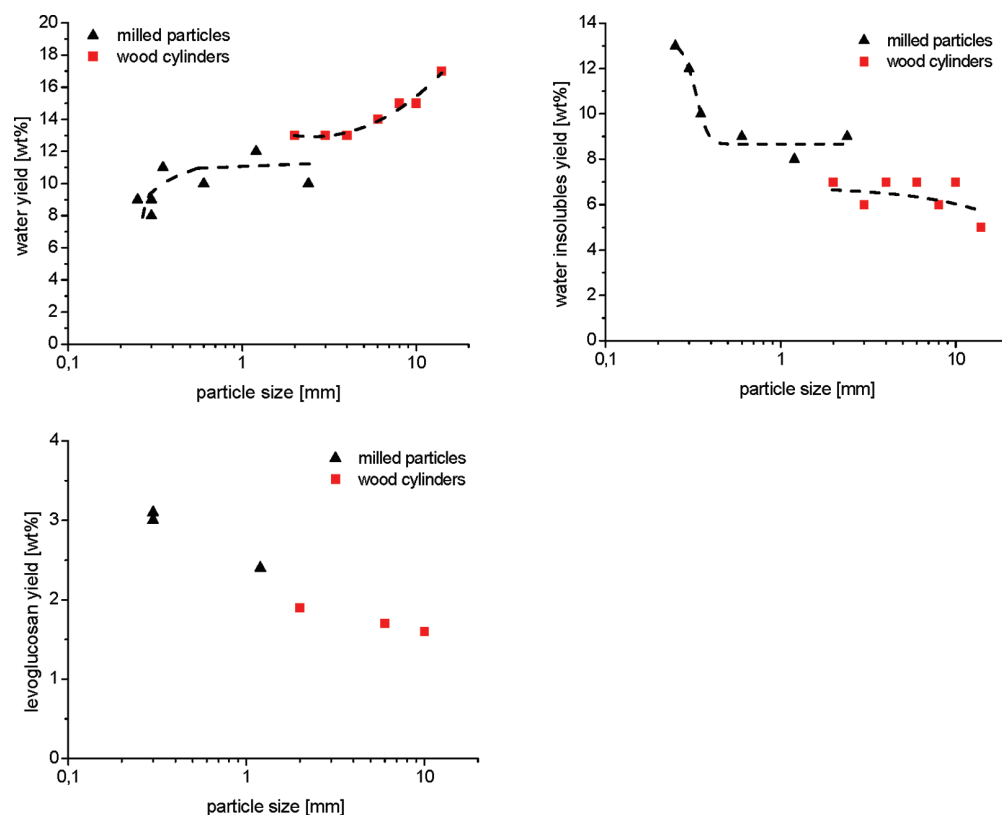 20
18
16
14
12
10
8
6
4
2
0
0,1
1
10
water yield [wt%]
particle size [mm]
milled particles
wood cylinders
14
12
10
8
6
4
2
0
0,1
1
10
water insolubles yield [wt%]
particle size [mm]
milled particles
wood cylinders
4
3
2
1
0
0,1
1
10
levoglucosan yield [wt%]
particle size [mm]
milled particles
wood cylinders